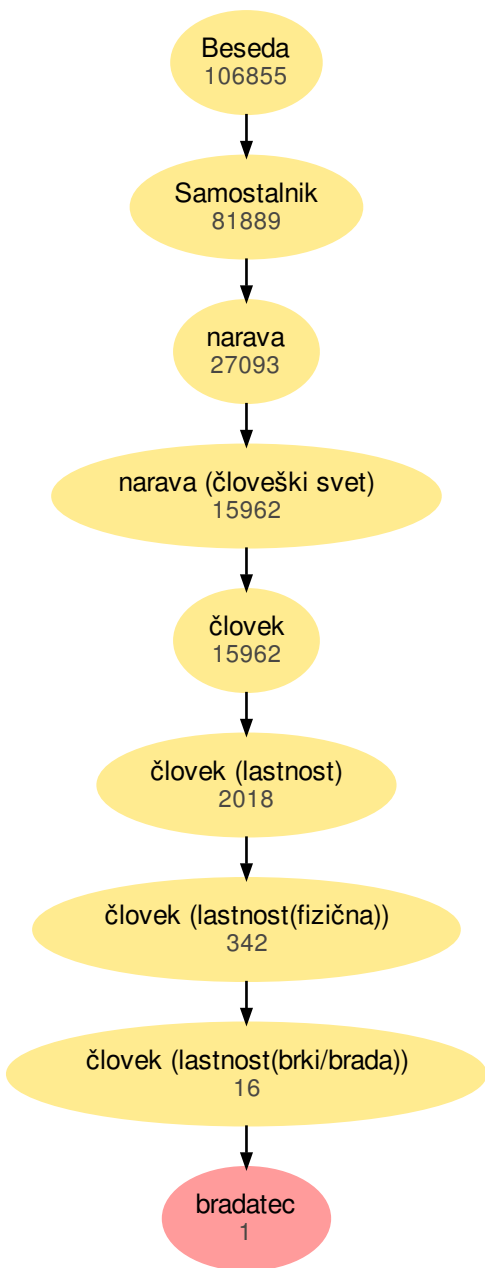 Beseda
106855
Samostalnik
81889
narava
27093
narava (človeški svet)
15962
človek
15962
človek (lastnost)
2018
človek (lastnost(fizična))
342
človek (lastnost(brki/brada))
16
bradatec
1